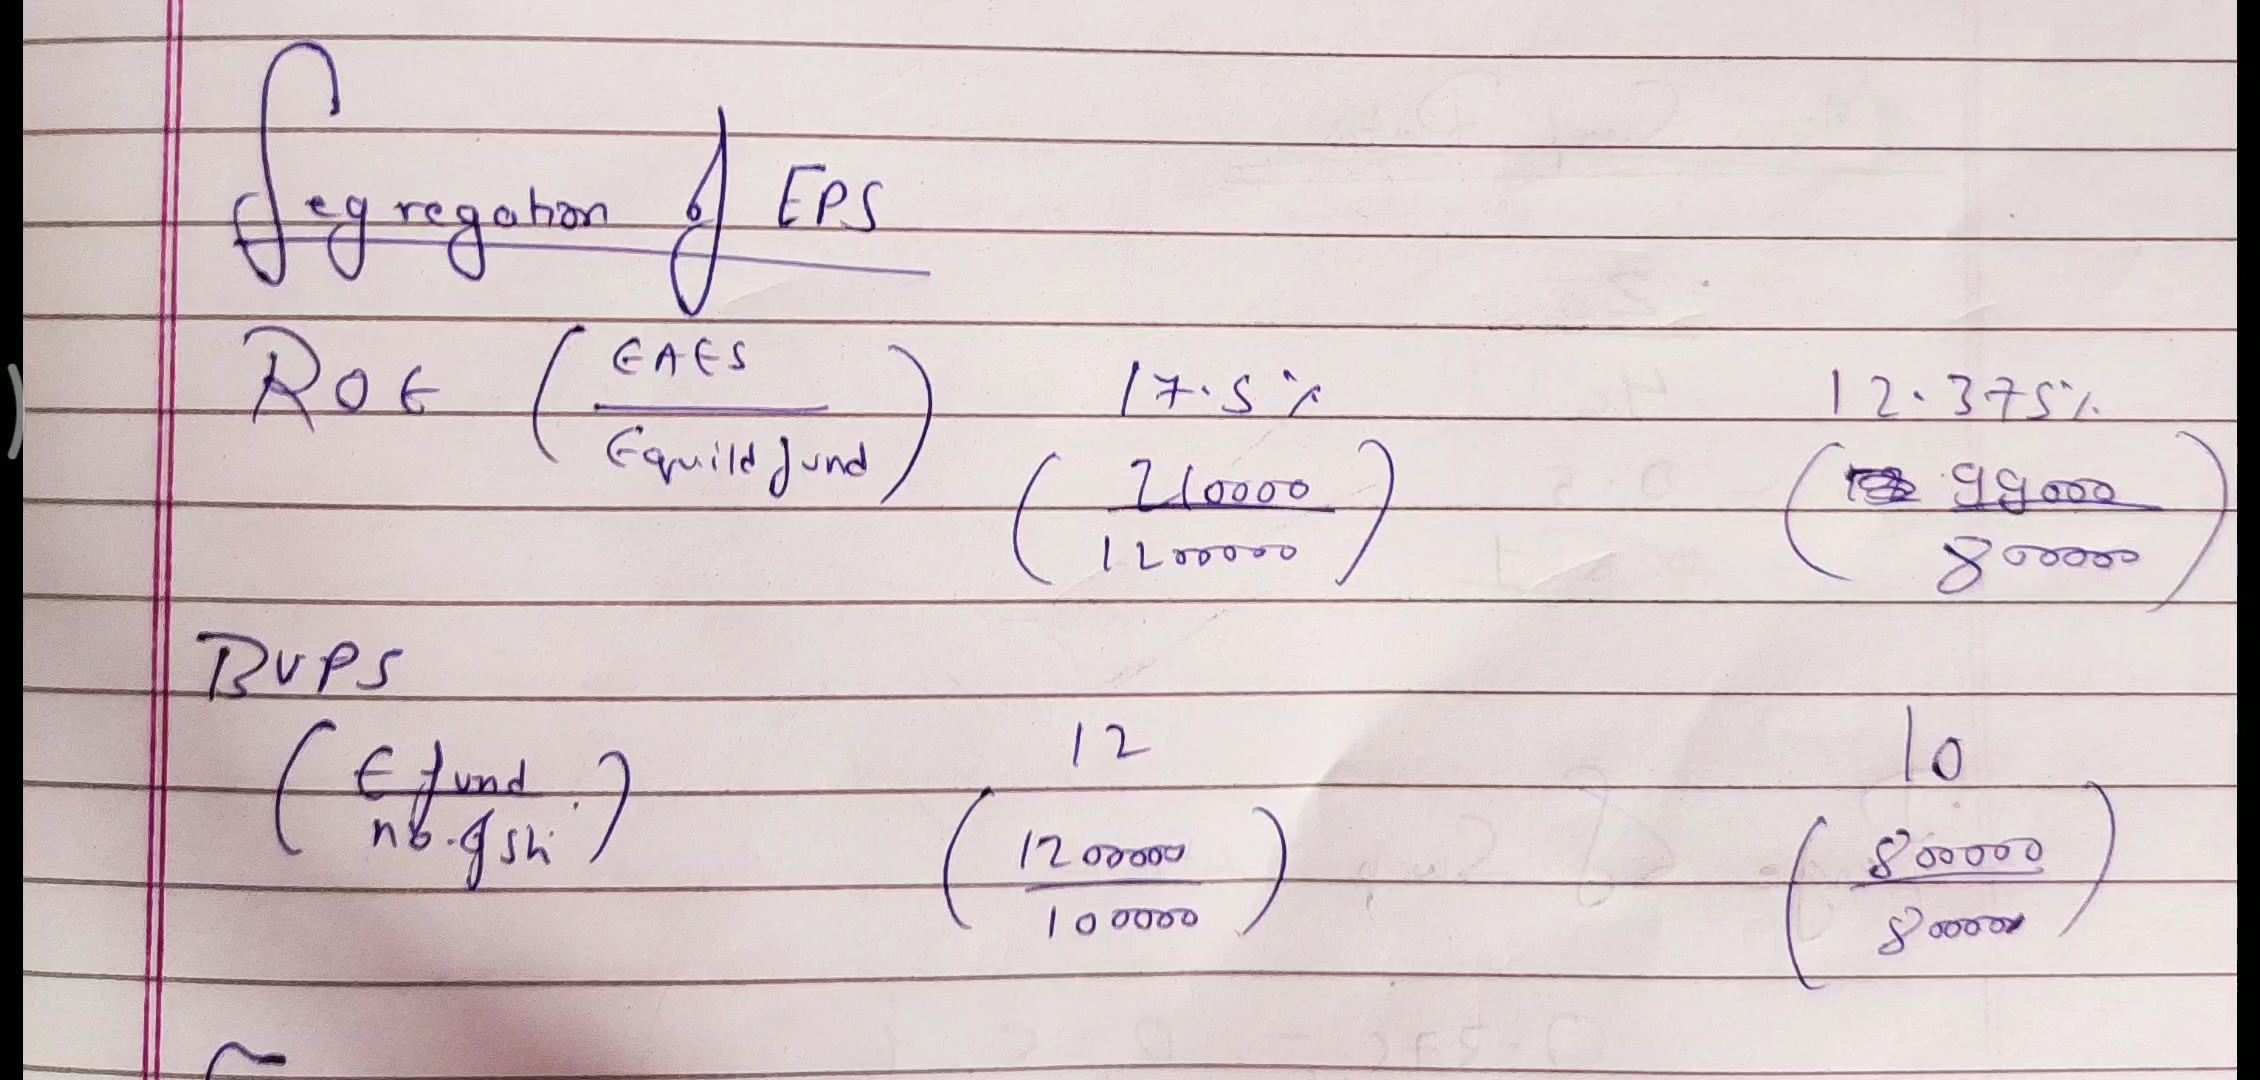 Segregation of EPS
ROE ( EAES / Equity fund ) 17.5% 12.375%
( 210000 / 1200000 ) ( 99000 / 800000 )
BVPS
( E fund / no. of sh ) 12 10
( 1200000 / 100000 ) ( 800000 / 80000 )